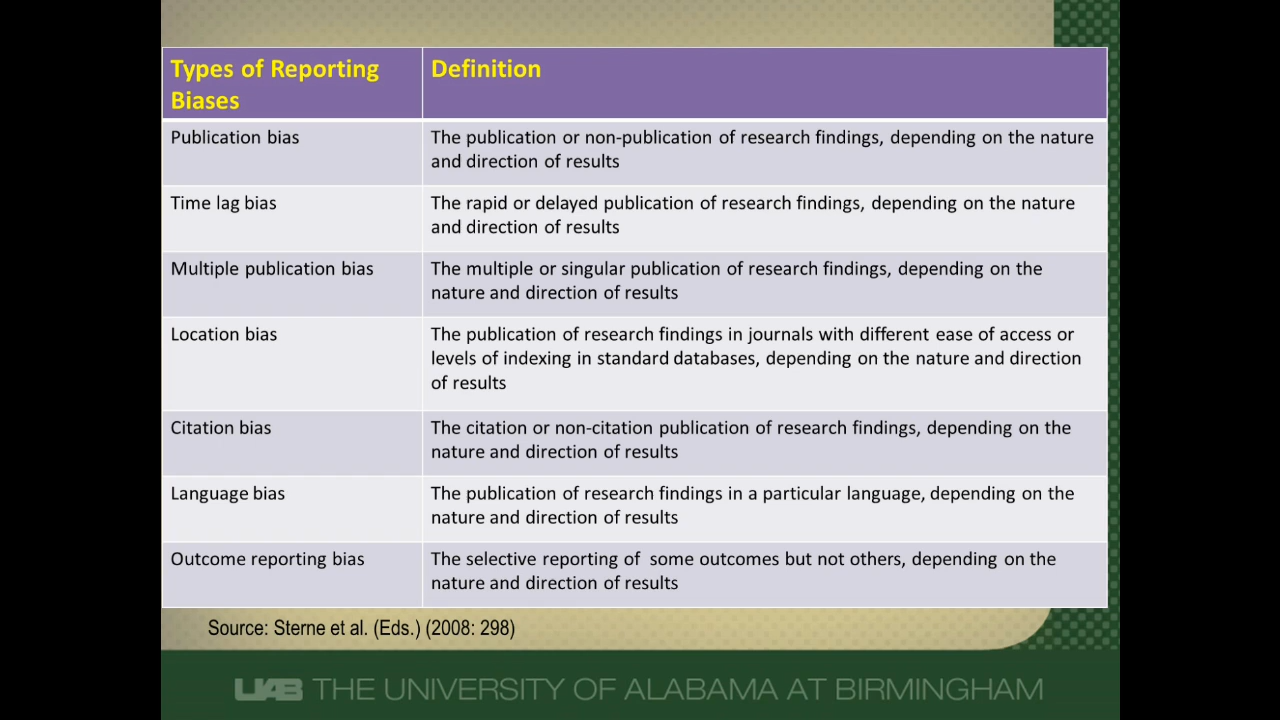 Types of Reporting
Biases
Definition
Publication bias
The publication or non-publication of research findings, depending on the nature
and direction of results
Time lag bias
The rapid or delayed publication of research findings, depending on the nature
and direction of results
Multiple publication bias
The multiple or singular publication of research findings, depending on the
nature and direction of results
Location bias
The publication of research findings in journals with different ease of access or
levels of indexing in standard databases, depending on the nature and direction
of results
Citation bias
The citation or non-citation publication of research findings, depending on the
nature and direction of results
Language bias
The publication of research findings in a particular language, depending on the
nature and direction of results
Outcome reporting bias
The selective reporting of some outcomes but not others, depending on the
nature and direction of results
Source: Sterne et al. (Eds.) (2008: 298)
UAB THE UNIVERSITY OF ALABAMA AT BIRMINGHAM